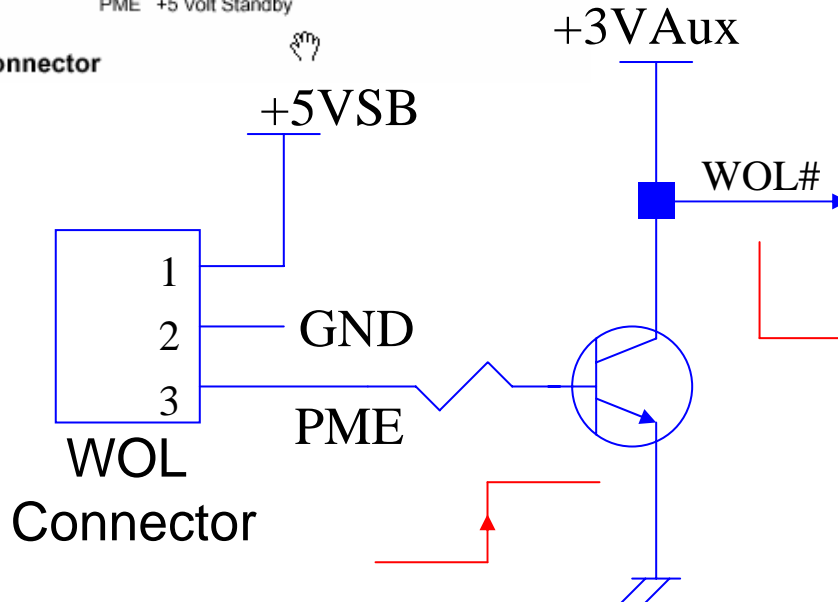 PME +5 Volt Standby
onnector
+3VAux
+5VSB
WOL#
1
2
GND
3
PME
WOL
Connector